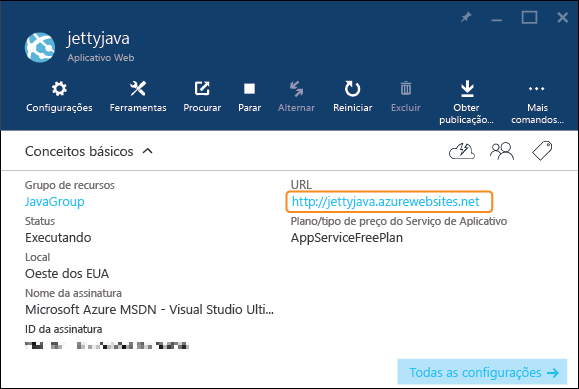 jettyjava
Aplicativo Web
Configurações Ferramentas Procurar Parar Alternar Reiniciar Excluir Obter publicação... Mais comandos...
Conceitos básicos
Grupo de recursos
JavaGroup
Status
Executando
Local
Oeste dos EUA
Nome da assinatura
Microsoft Azure MSDN - Visual Studio Ulti...
ID da assinatura
URL
http://jettyjava.azurewebsites.net
Plano/tipo de preço do Serviço de Aplicativo
AppServiceFreePlan
Todas as configurações